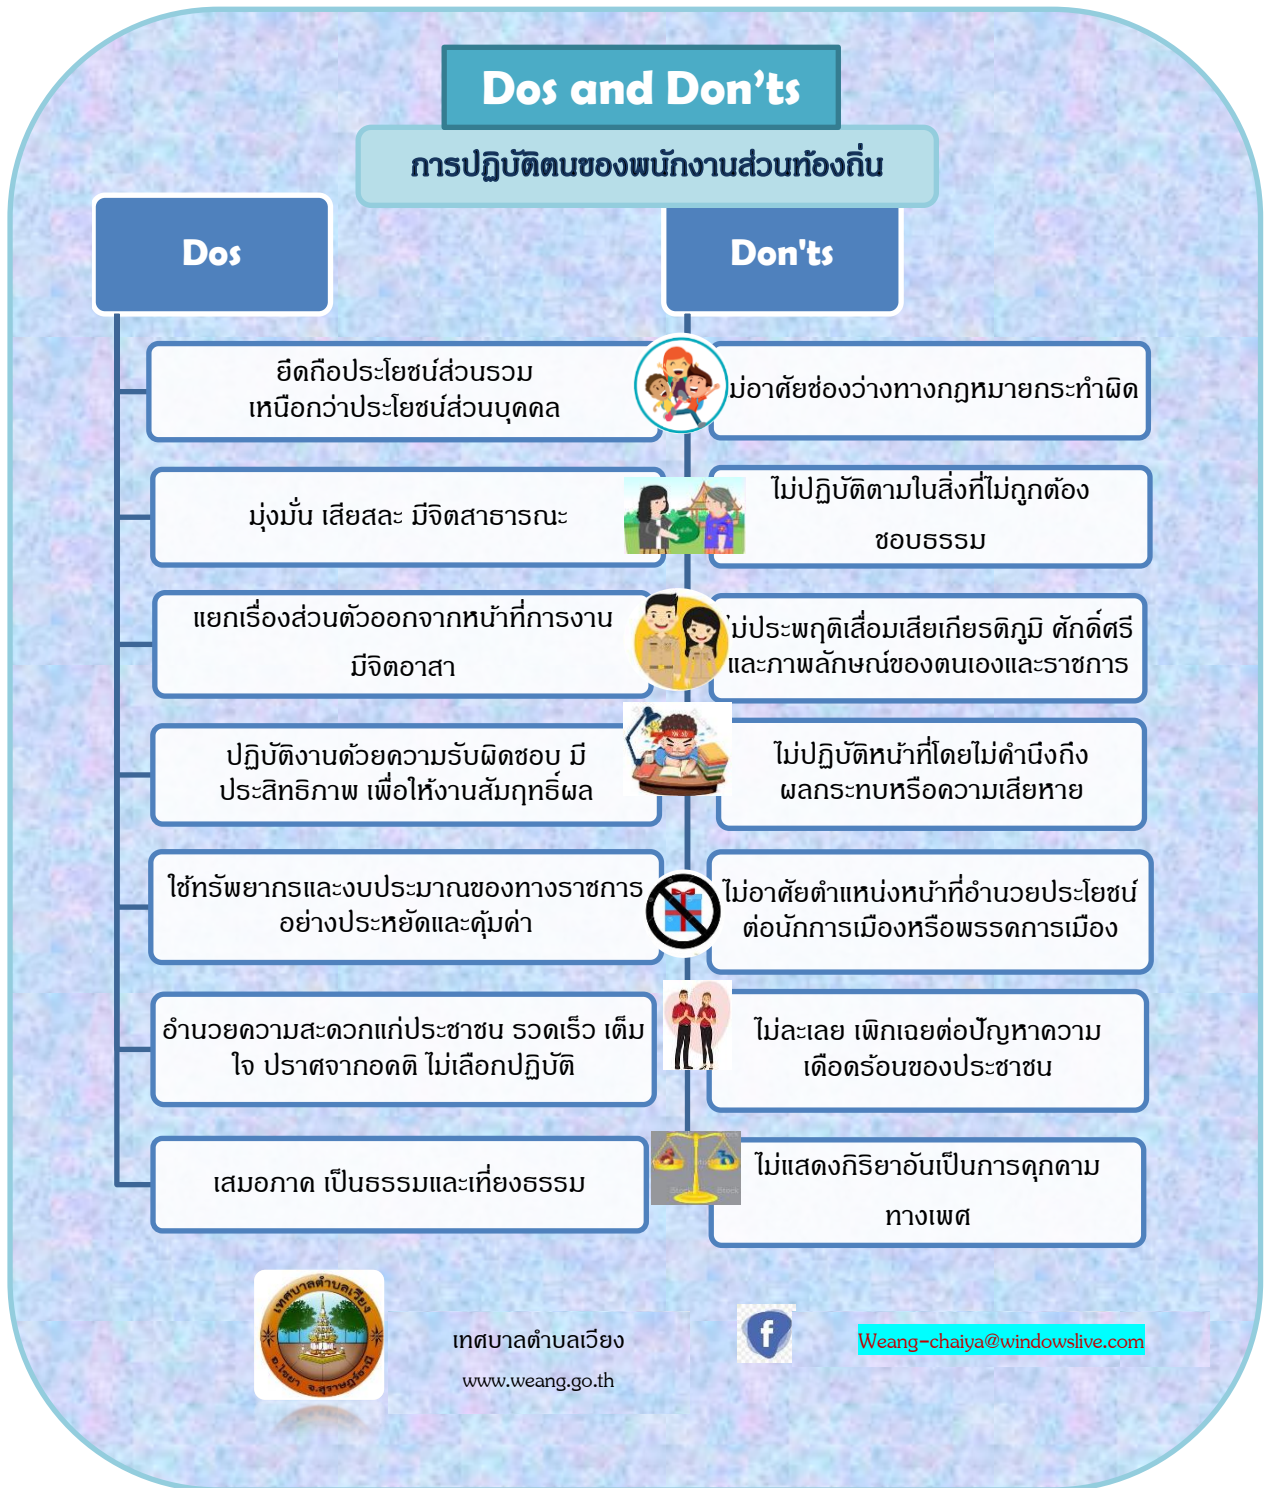 Dos and Don'ts
การปฏิบัติตนของพนักงานส่วนท้องถิ่น
Dos
ยึดถือประโยชน์ส่วนรวม
เหนือกว่าประโยชน์ส่วนบุคคล
มุ่งมั่น เสียสละ มีจิตสาธารณะ
แยกเรื่องส่วนตัวออกจากหน้าที่การงาน
มีจิตอาสา
ปฏิบัติงานด้วยความรับผิดชอบ มี
ประสิทธิภาพ เพื่อให้งานสัมฤทธิ์ผล
ใช้ทรัพยากรและงบประมาณของทางราชการ
อย่างประหยัดและคุ้มค่า
อำนวยความสะดวกแก่ประชาชน รวดเร็ว เต็ม
ใจ ปราศจากอคติ ไม่เลือกปฏิบัติ
เสมอภาค เป็นธรรมและเที่ยงธรรม
Don'ts
ม่อาศัยช่องว่างทางกฎหมายกระทำผิด
ไม่ปฏิบัติตามในสิ่งที่ไม่ถูกต้อง
ชอบธรรม
ไม่ประพฤติเสื่อมเสียเกียรติภูมิ ศักดิ์ศรี
และภาพลักษณ์ของตนเองและราชการ
ไม่ปฏิบัติหน้าที่โดยไม่คำนึงถึง
ผลกระทบหรือความเสียหาย
ไม่อาศัยตำแหน่งหน้าที่อำนวยประโยชน์
ต่อนักการเมืองหรือพรรคการเมือง
ไม่ละเลย เพิกเฉยต่อปัญหาความ
เดือดร้อนของประชาชน
ไม่แสดงกิริยาอันเป็นการคุกคาม
ทางเพศ
เทศบาลตำบลเวียง
อ.ไชยา จ.สุราษฎร์ธานี
เทศบาลตำบลเวียง
www.weang.go.th
f
Weang-chaiya@windowslive.com